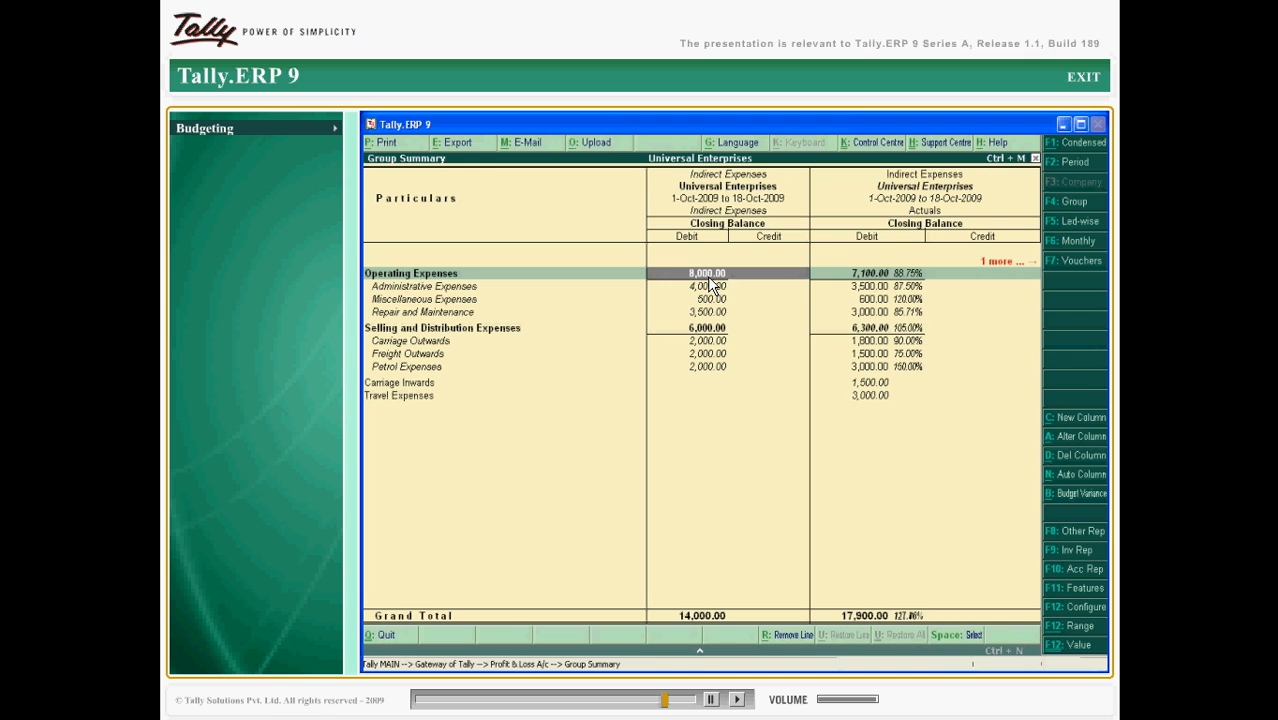 Tally POWER OF SIMPLICITY
The presentation is relevant to Tally.ERP 9 Series A, Release 1.1, Build 189
Tally.ERP 9 EXIT
Budgeting
Tally.ERP 9
P: Print E: Export M: E-Mail O: Upload G: Language K: Keyboard K: Control Centre H: Support Centre H: Help F1: Condensed
Group Summary Universal Enterprises Ctrl + M
F2: Period
Indirect Expenses Indirect Expenses
Particulars Universal Enterprises Universal Enterprises F3: Company
1-Oct-2009 to 18-Oct-2009 1-Oct-2009 to 18-Oct-2009 F4: Group
Indirect Expenses Actuals
Closing Balance Closing Balance F5: Led-wise
Debit Credit Debit Credit F6: Monthly
1 more ... → F7: Vouchers
Operating Expenses 8,000.00 7,100.00 88.75%
Administrative Expenses 3,500.00 87.50%
Miscellaneous Expenses 500.00 600.00 120.00%
Repair and Maintenance 3,500.00 3,000.00 85.71%
Selling and Distribution Expenses 6,000.00 6,300.00 105.00%
Carriage Outwards 2,000.00 1,800.00 90.00%
Freight Outwards 2,000.00 1,500.00 75.00%
Petrol Expenses 2,000.00 3,000.00 150.00%
Carriage Inwards 1,500.00
Travel Expenses 3,000.00
C: New Column
A: Alter Column
D: Del Column
N: Auto Column
B: Budget Variance
F8: Other Rep
F9: Inv Rep
F10: Acc Rep
F11: Features
F12: Configure
Grand Total 14,000.00 17,900.00 127.86%
F12: Range
Q: Quit R: Remove Line U: Restore Line U: Restore All Space: Select
F12: Value
Ctrl + N
Tally MAIN --> Gateway of Tally --> Profit & Loss A/c --> Group Summary
© Tally Solutions Pvt. Ltd. All rights reserved - 2009 VOLUME